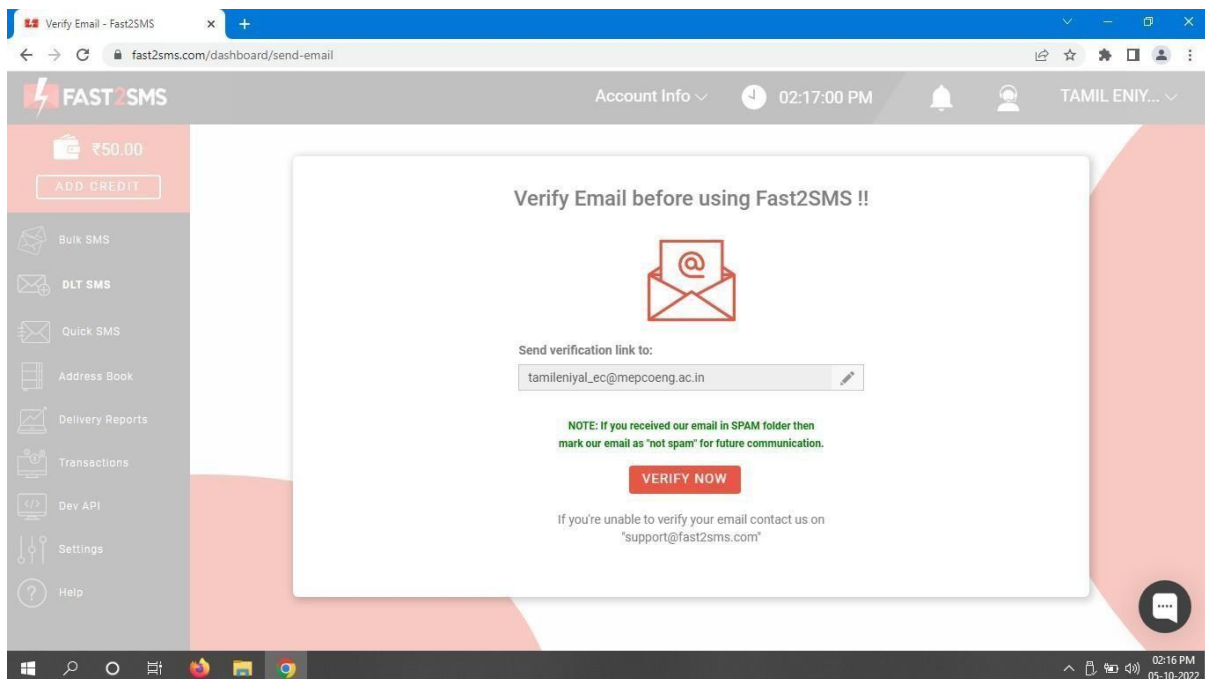 Verify Email - Fast2SMS
fast2sms.com/dashboard/send-email
FAST2SMS
Account Info
02:17:00 PM
TAMIL ENIY...
₹50.00
ADD CREDIT
Bulk SMS
DLT SMS
Quick SMS
Address Book
Delivery Reports
Transactions
Dev API
Settings
Help
Verify Email before using Fast2SMS !!
@
Send verification link to:
tamileniyal_ec@mepcoeng.ac.in
NOTE: If you received our email in SPAM folder then
mark our email as "not spam" for future communication.
VERIFY NOW
If you're unable to verify your email contact us on
"support@fast2sms.com"
02:16 PM
05-10-2022